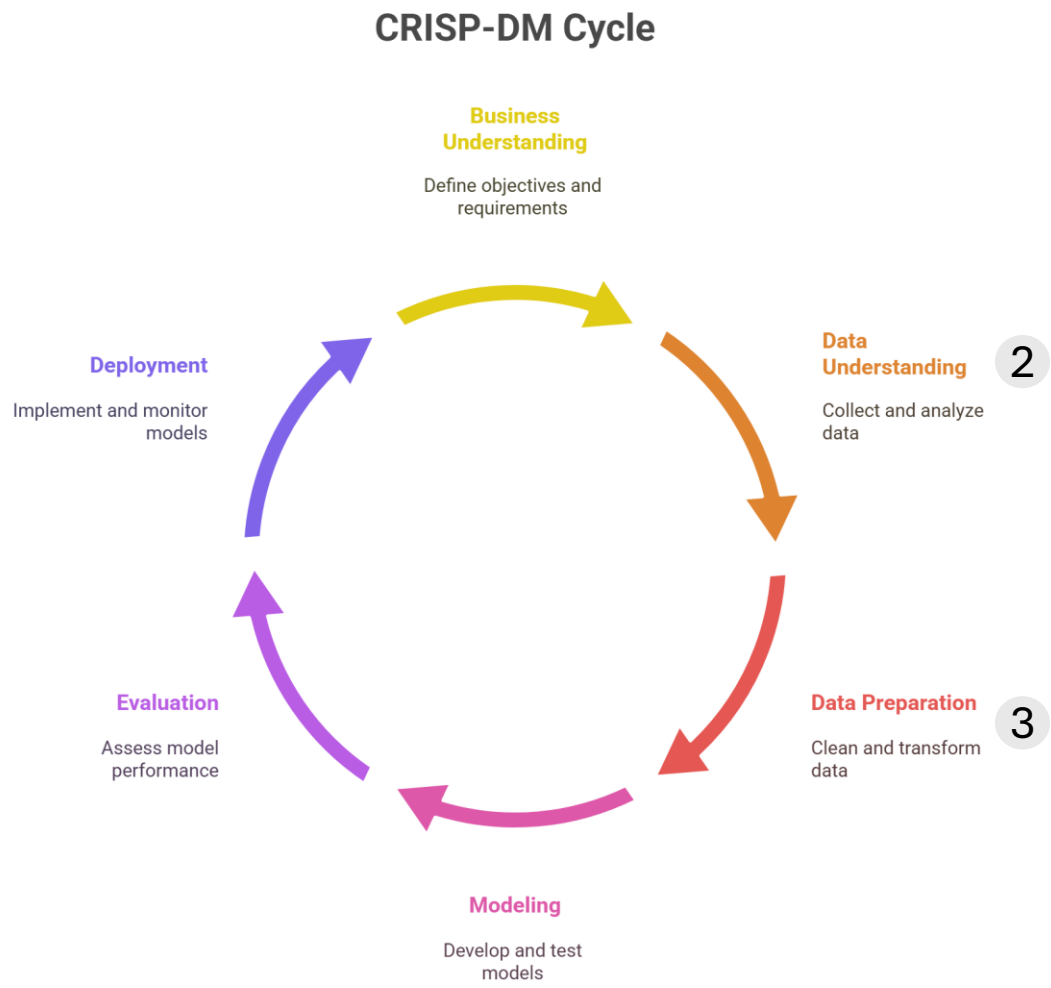 CRISP-DM Cycle
Business
Understanding
Define objectives and
requirements
Data
Understanding
2
Collect and analyze
data
Data Preparation
3
Clean and transform
data
Modeling
Develop and test
models
Evaluation
Assess model
performance
Deployment
Implement and monitor
models